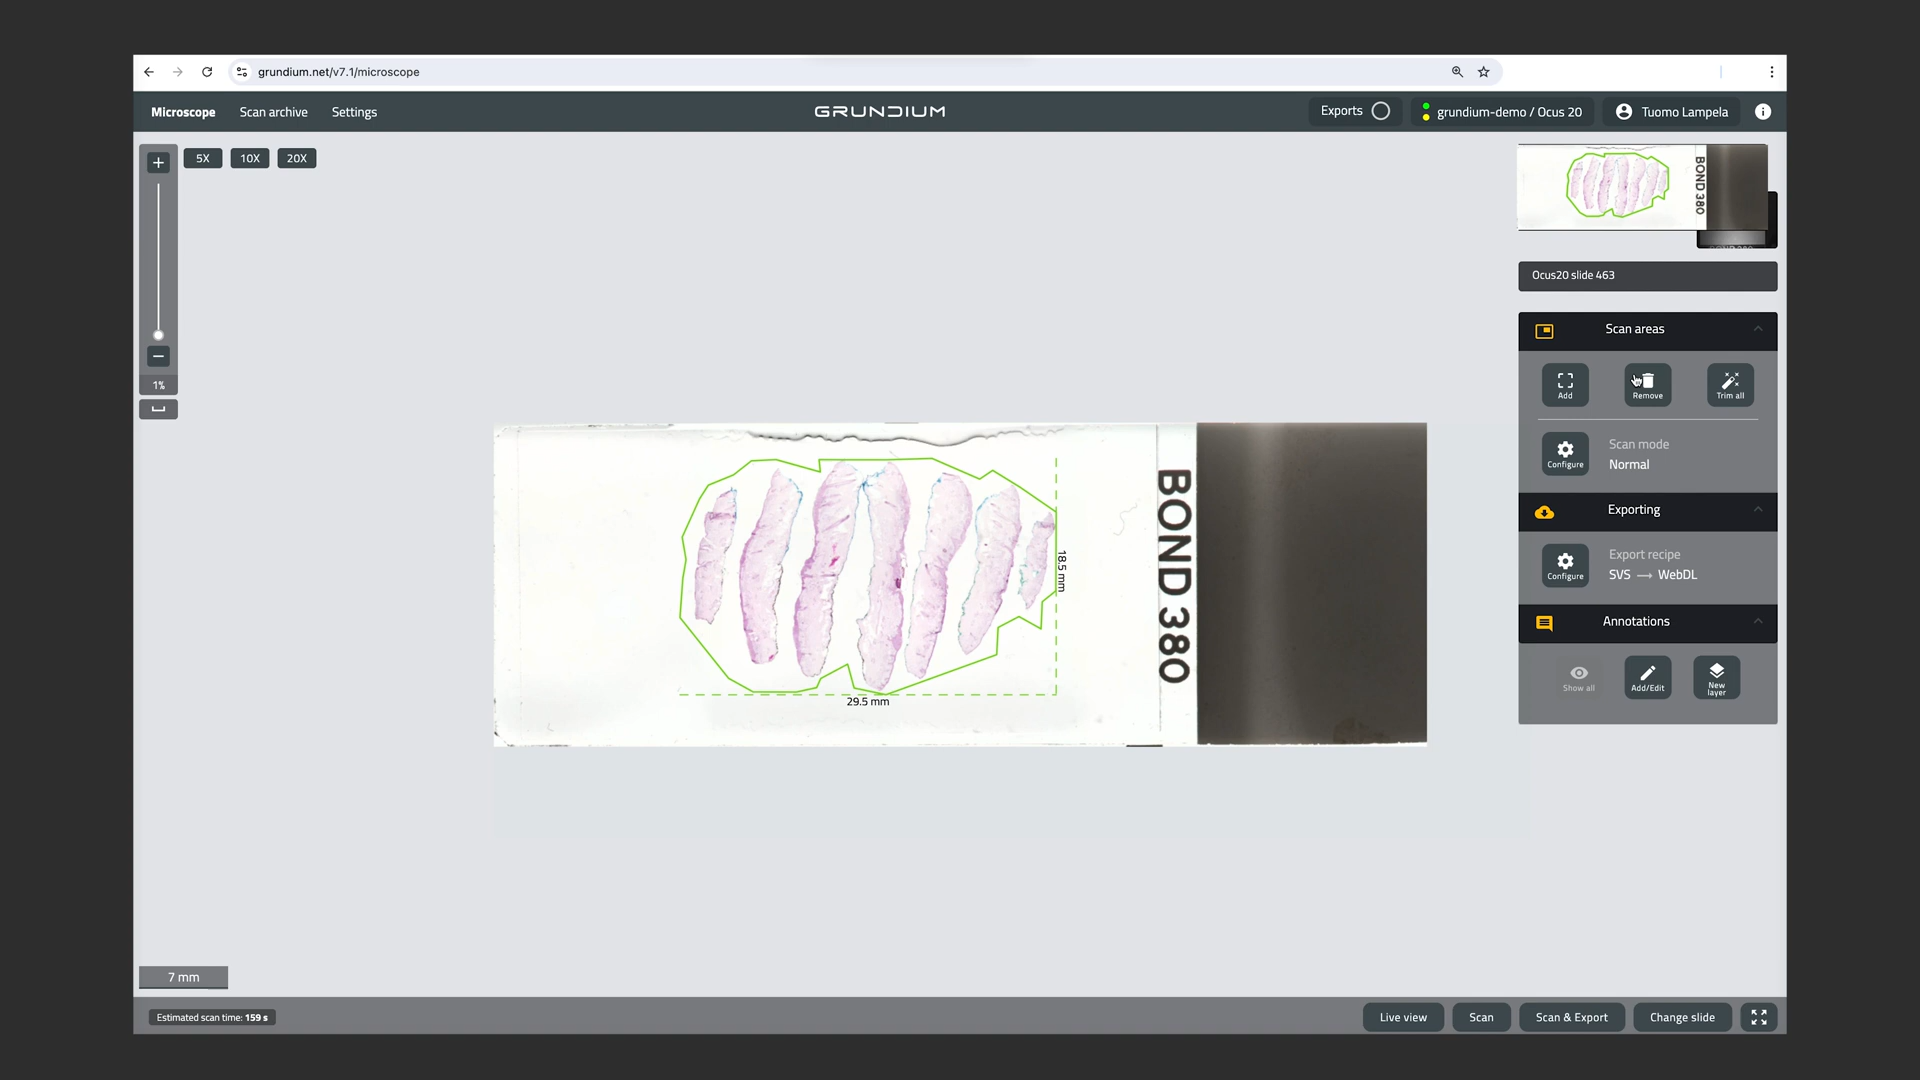 grundium.net/v7.1/microscope
Microscope
Scan archive
Settings
GRUNDIUM
Exports
grundium-demo / Ocus 20
Tuomo Lampela
5X
10X
20X
1%
BOND 380
Ocus20 slide 463
Scan areas
Add
Remove
Trim all
Configure
Scan mode
Normal
Exporting
Configure
Export recipe
SVS → WebDL
Annotations
Show all
Add/Edit
New
layer
18.5 mm
29.5 mm
BOND 380
7 mm
Estimated scan time: 159 s
Live view
Scan
Scan & Export
Change slide